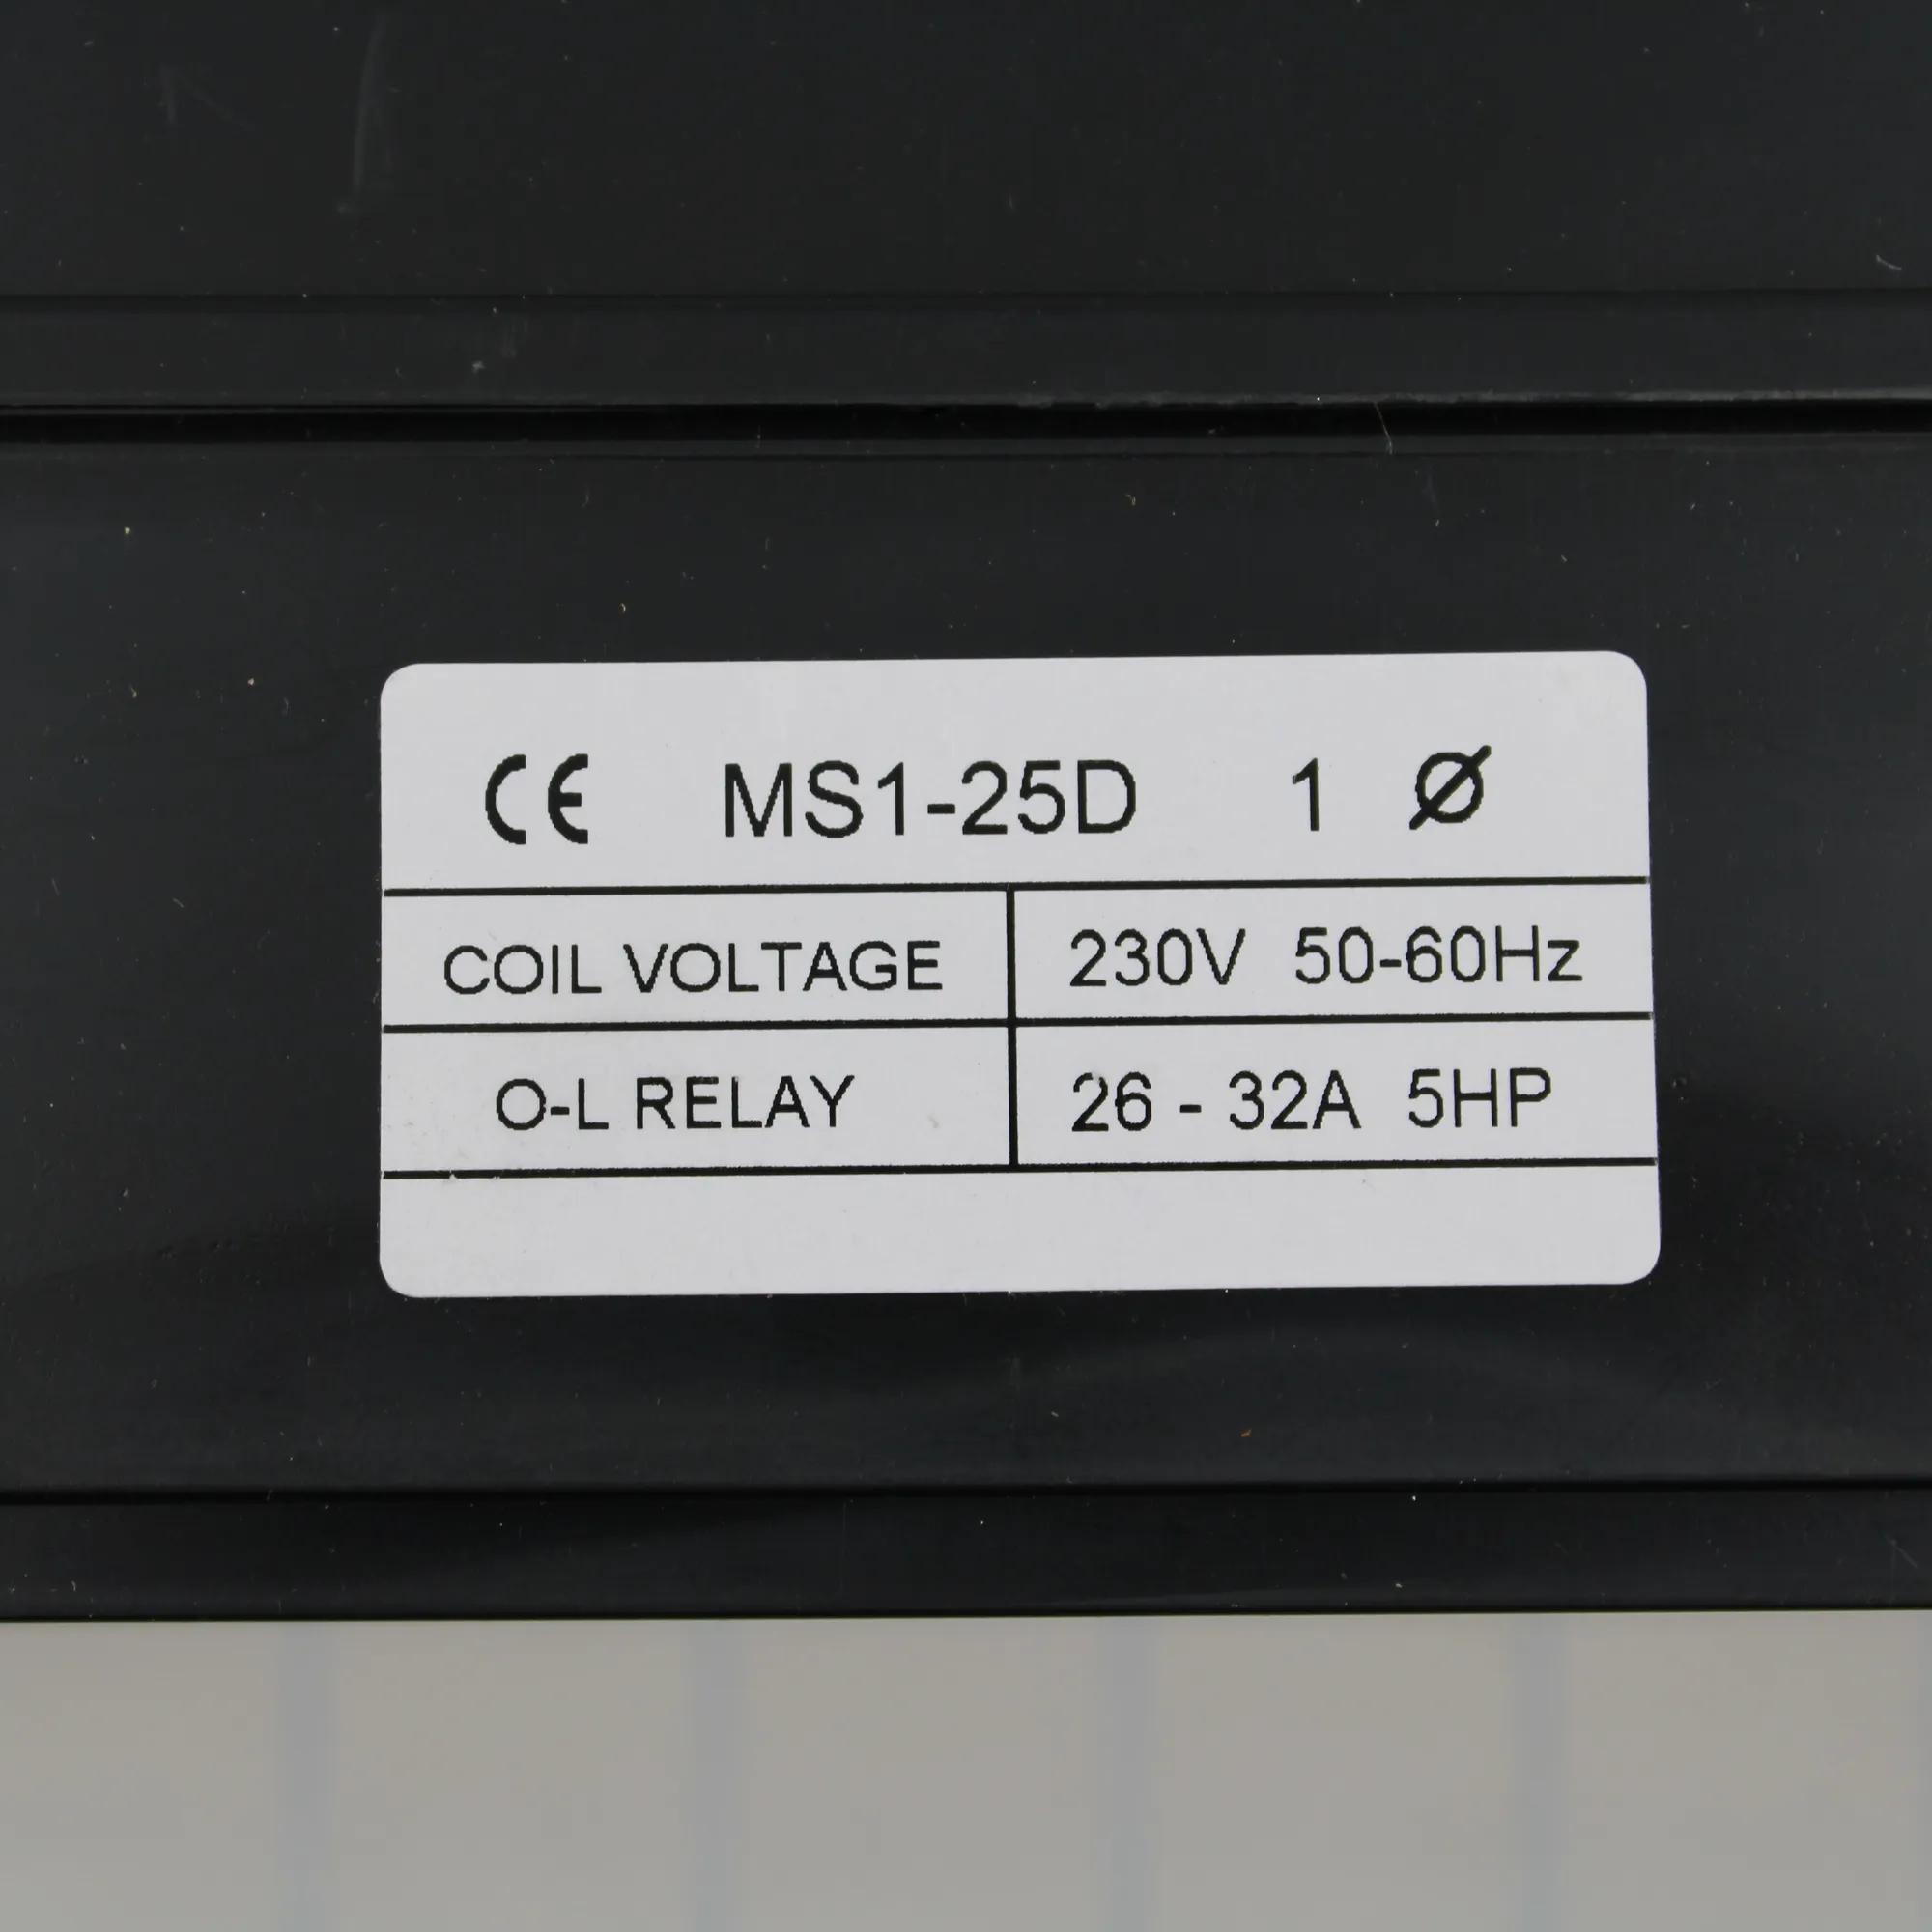 CE MS1-25D 1 Ø
COIL VOLTAGE 230V 50-60Hz
O-L RELAY 26 - 32A 5HP